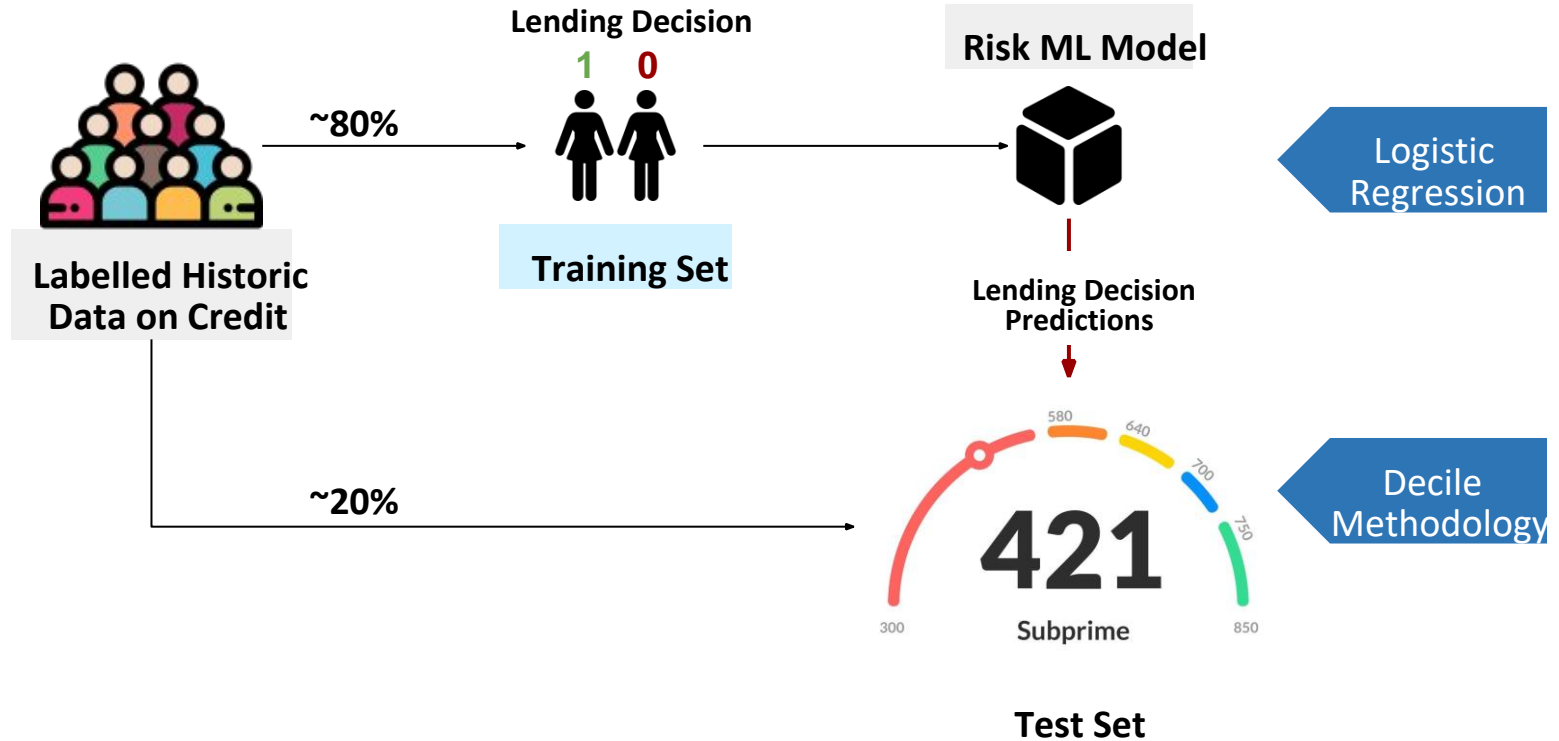 Lending Decision
1 0
Risk ML Model
~80%
Logistic
Regression
Labelled Historic
Data on Credit
Training Set
Lending Decision
Predictions
580
640
700
750
~20%
Decile
Methodology
421
300
Subprime
850
Test Set